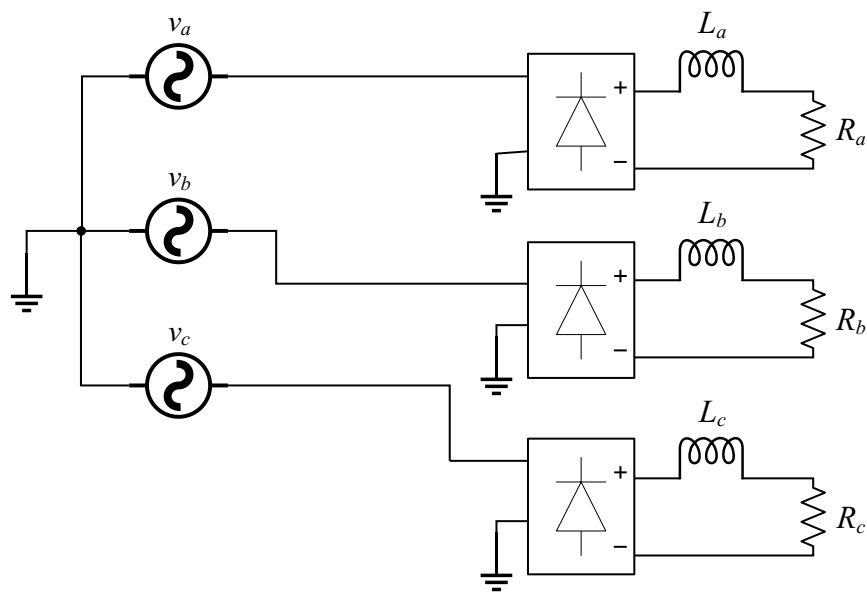 v_a
L_a
+
R_a
−
v_b
L_b
+
R_b
−
v_c
L_c
+
R_c
−